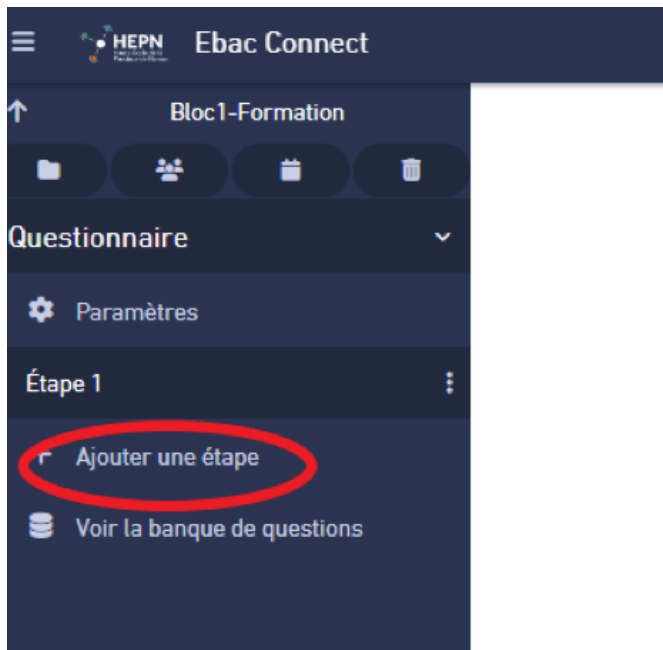 HEPN
Ebac Connect
Bloc1-Formation
Questionnaire
Paramètres
Étape 1
Ajouter une étape
Voir la banque de questions